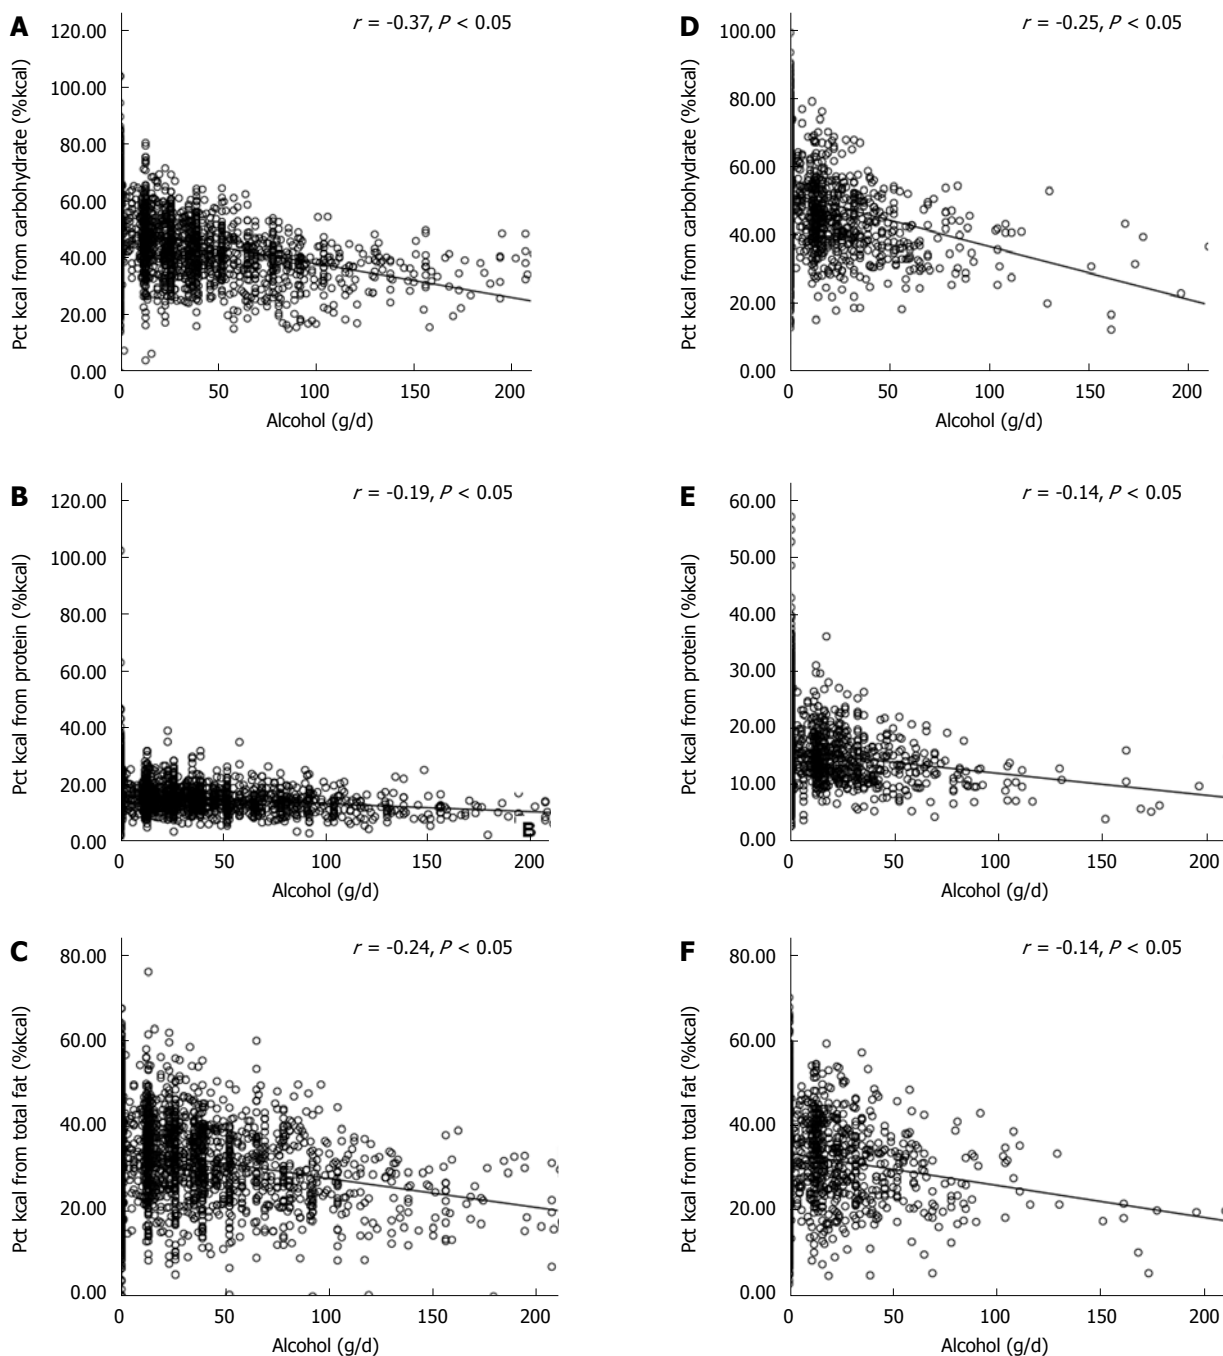 A
r = -0.37, P < 0.05
Pct kcal from carbohydrate (%kcal)
120.00
100.00
80.00
60.00
40.00
20.00
0.00
0 50 100 150 200
Alcohol (g/d)
D
r = -0.25, P < 0.05
Pct kcal from carbohydrate (%kcal)
100.00
80.00
60.00
40.00
20.00
0.00
0 50 100 150 200
Alcohol (g/d)
B
r = -0.19, P < 0.05
Pct kcal from protein (%kcal)
120.00
100.00
80.00
60.00
40.00
20.00
0.00
B
0 50 100 150 200
Alcohol (g/d)
E
r = -0.14, P < 0.05
Pct kcal from protein (%kcal)
60.00
50.00
40.00
30.00
20.00
10.00
0.00
0 50 100 150 200
Alcohol (g/d)
C
r = -0.24, P < 0.05
Pct kcal from total fat (%kcal)
80.00
60.00
40.00
20.00
0.00
0 50 100 150 200
Alcohol (g/d)
F
r = -0.14, P < 0.05
Pct kcal from total fat (%kcal)
80.00
60.00
40.00
20.00
0.00
0 50 100 150 200
Alcohol (g/d)